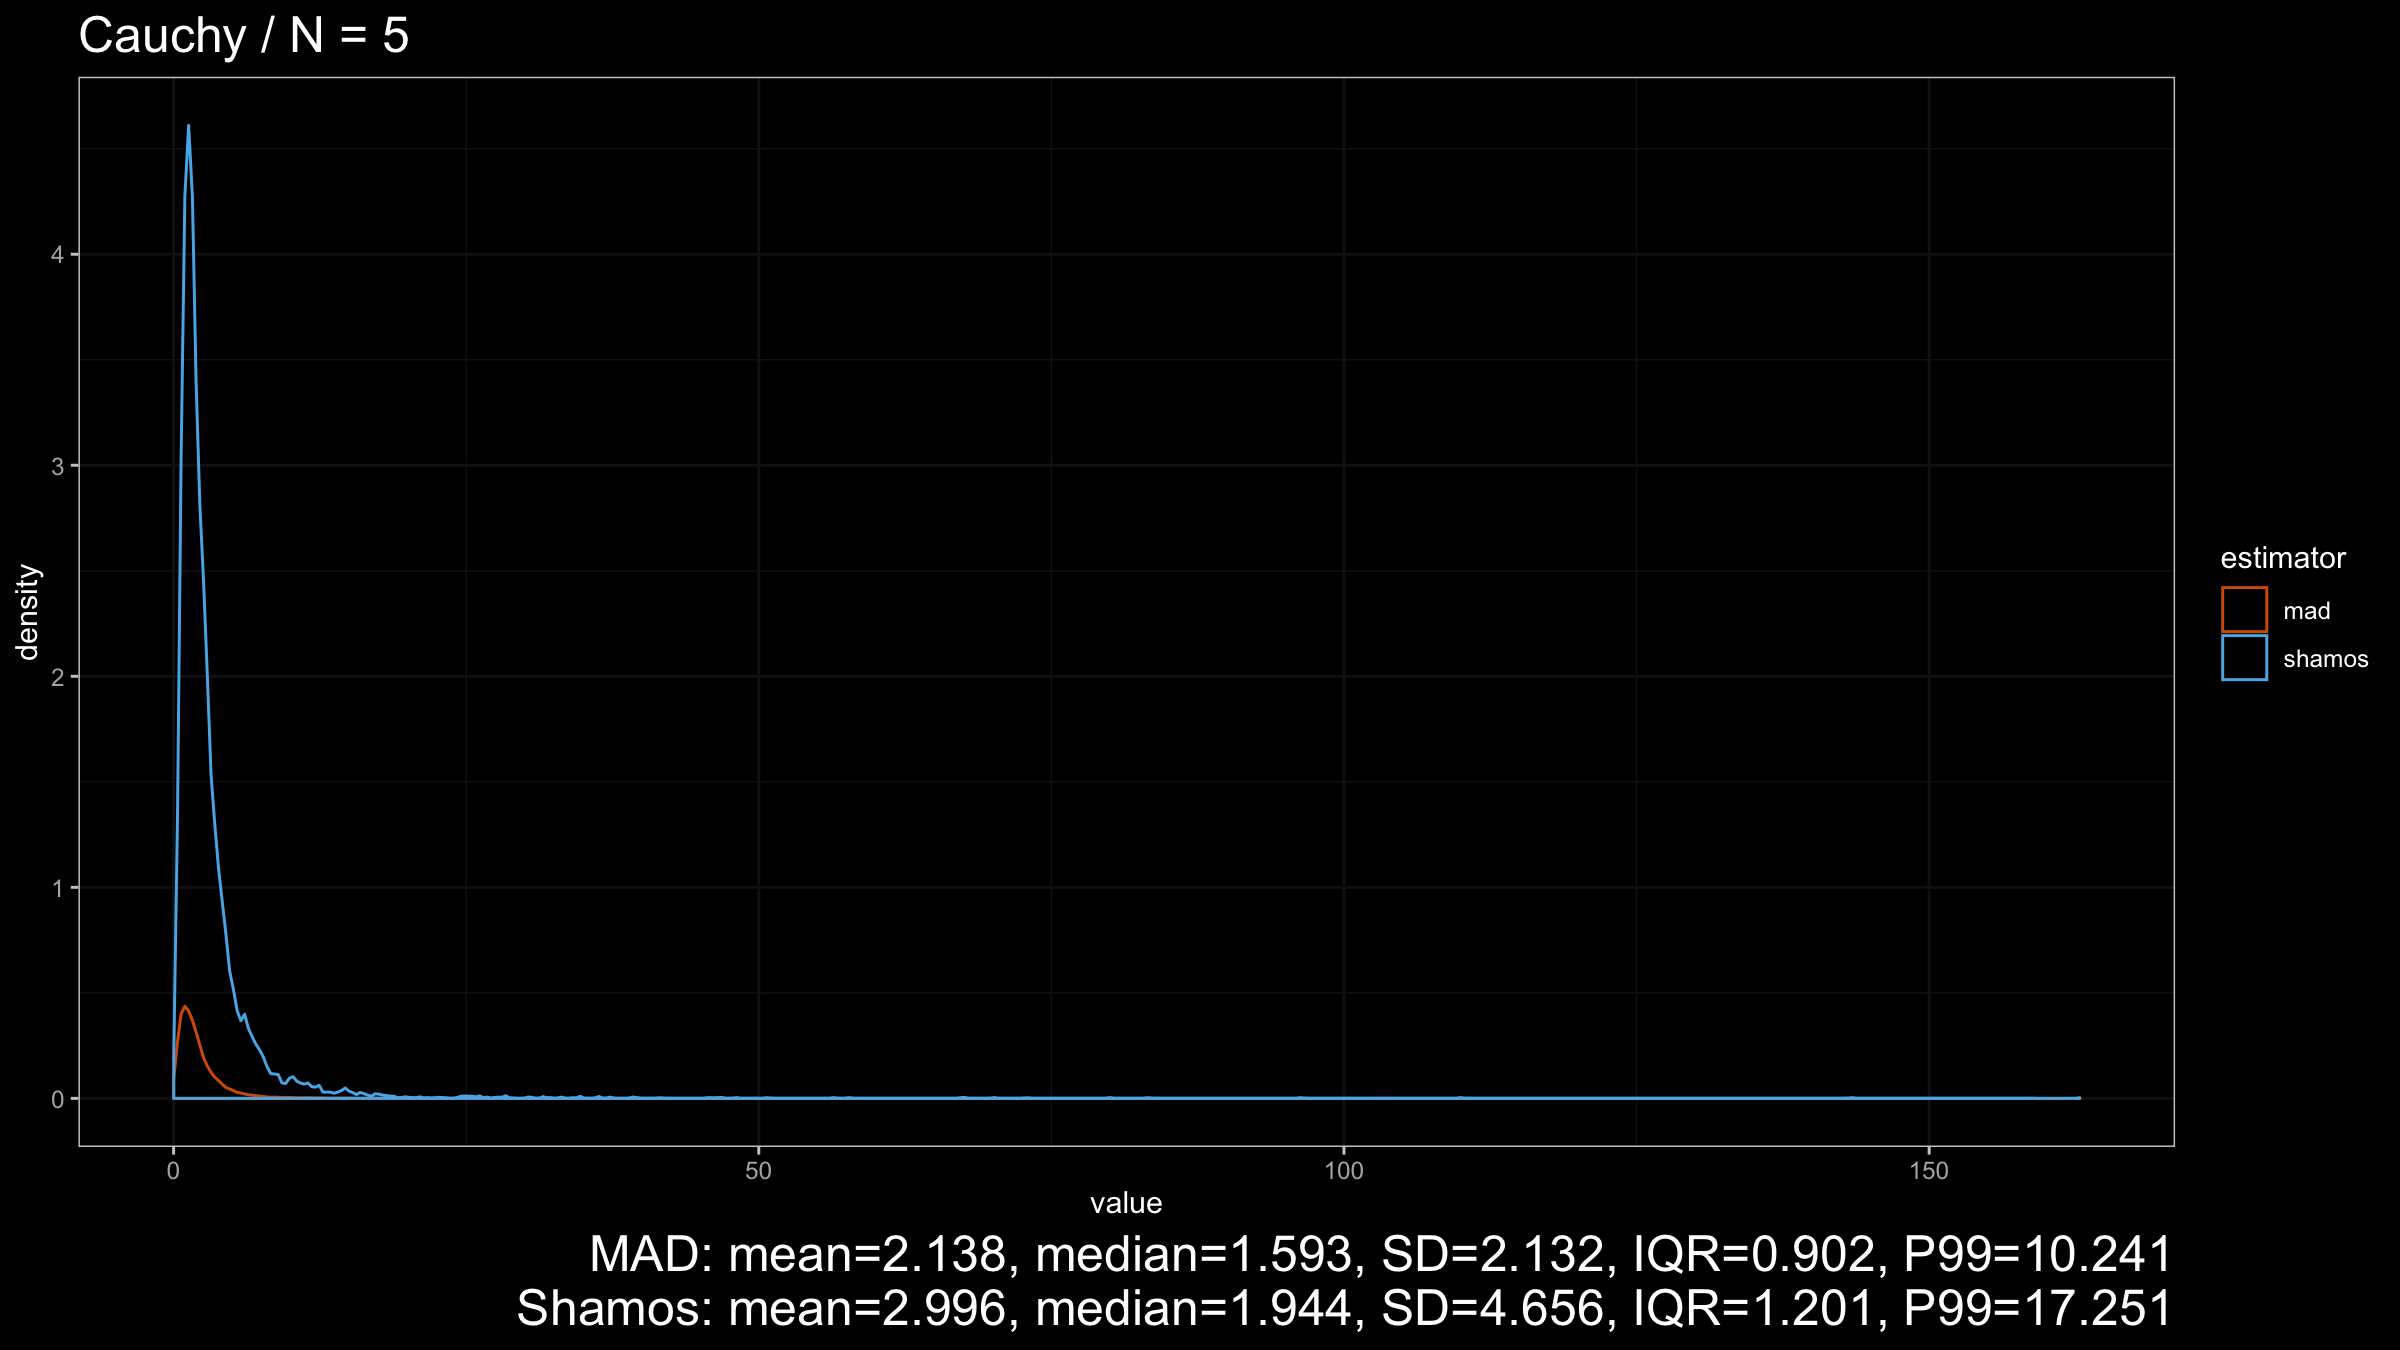 Cauchy / N = 5
4
3
2
1
0
density
0
50
100
150
value
estimator
mad
shamos
MAD: mean=2.138, median=1.593, SD=2.132, IQR=0.902, P99=10.241
Shamos: mean=2.996, median=1.944, SD=4.656, IQR=1.201, P99=17.251